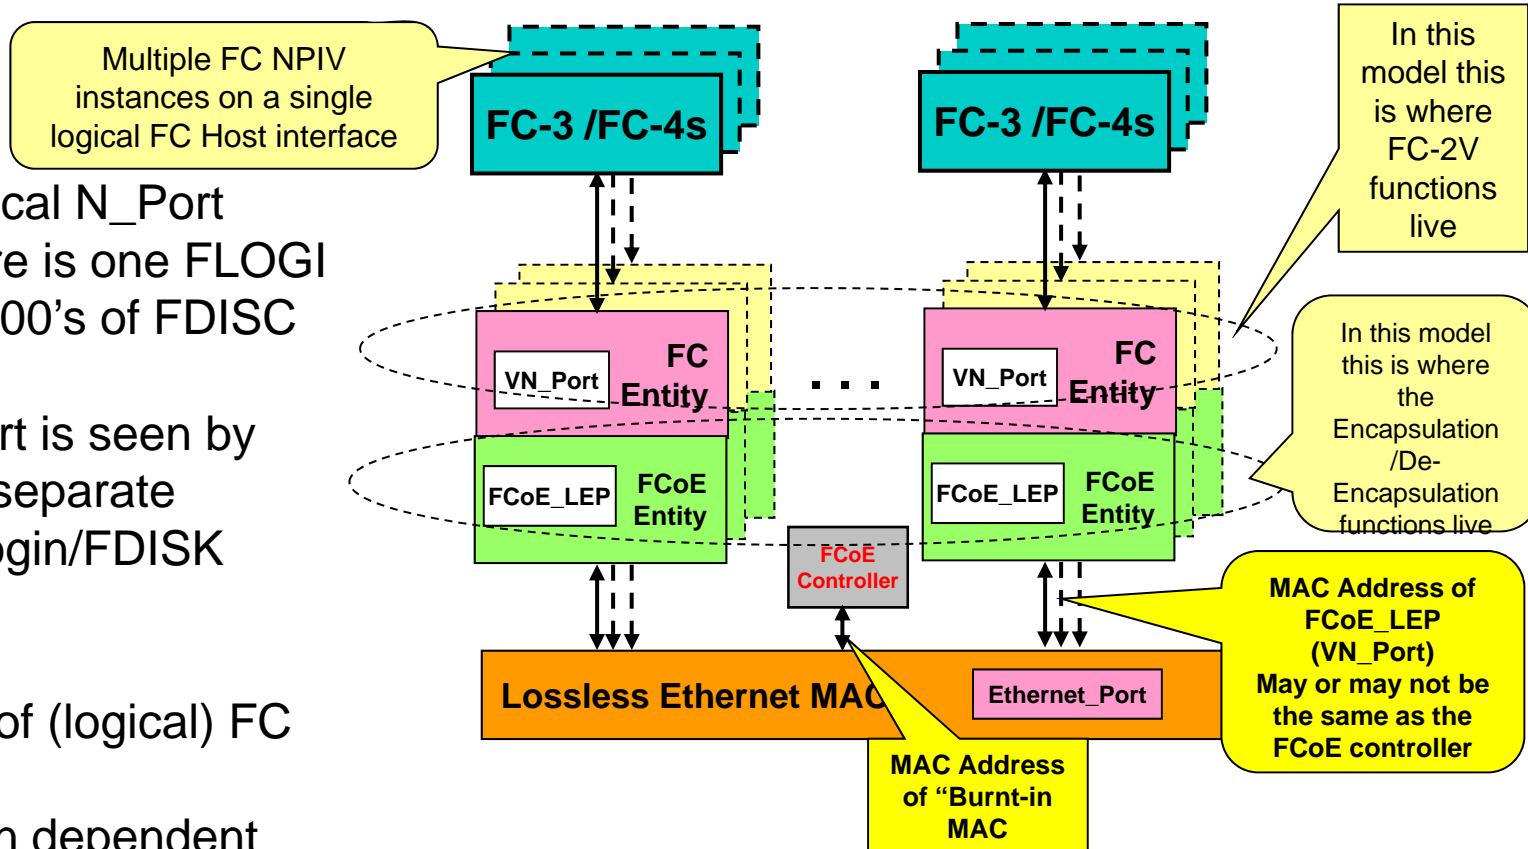 Multiple FC NPIV
instances on a single
logical FC Host interface
FC-3 /FC-4s
FC-3 /FC-4s
In this
model this
is where
FC-2V
functions
live
cal N_Port
re is one FLOGI
00’s of FDISC
rt is seen by
separate
ogin/FDISK
of (logical) FC
n dependent
VN_Port
FC
Entity
. . .
VN_Port
FC
Entity
FCoE_LEP
FCoE
Entity
FCoE_LEP
FCoE
Entity
In this model
this is where
the
Encapsulation
/De-
Encapsulation
functions live
FCoE
Controller
MAC Address of
FCoE_LEP
(VN_Port)
May or may not be
the same as the
FCoE controller
Lossless Ethernet MAC
Ethernet_Port
MAC Address
of “Burnt-in
MAC